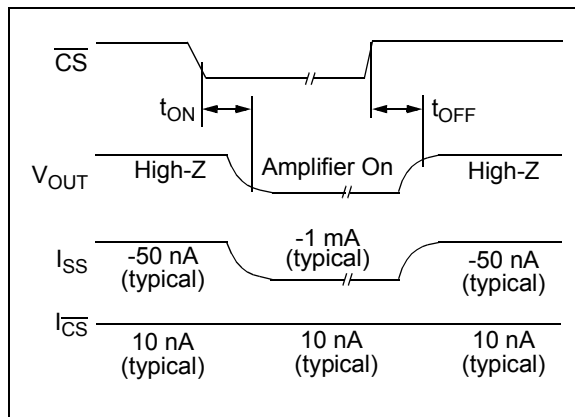 CS
tON
tOFF
VOUT
High-Z
Amplifier On
High-Z
ISS
-50 nA
(typical)
-1 mA
(typical)
-50 nA
(typical)
ICS
10 nA
(typical)
10 nA
(typical)
10 nA
(typical)